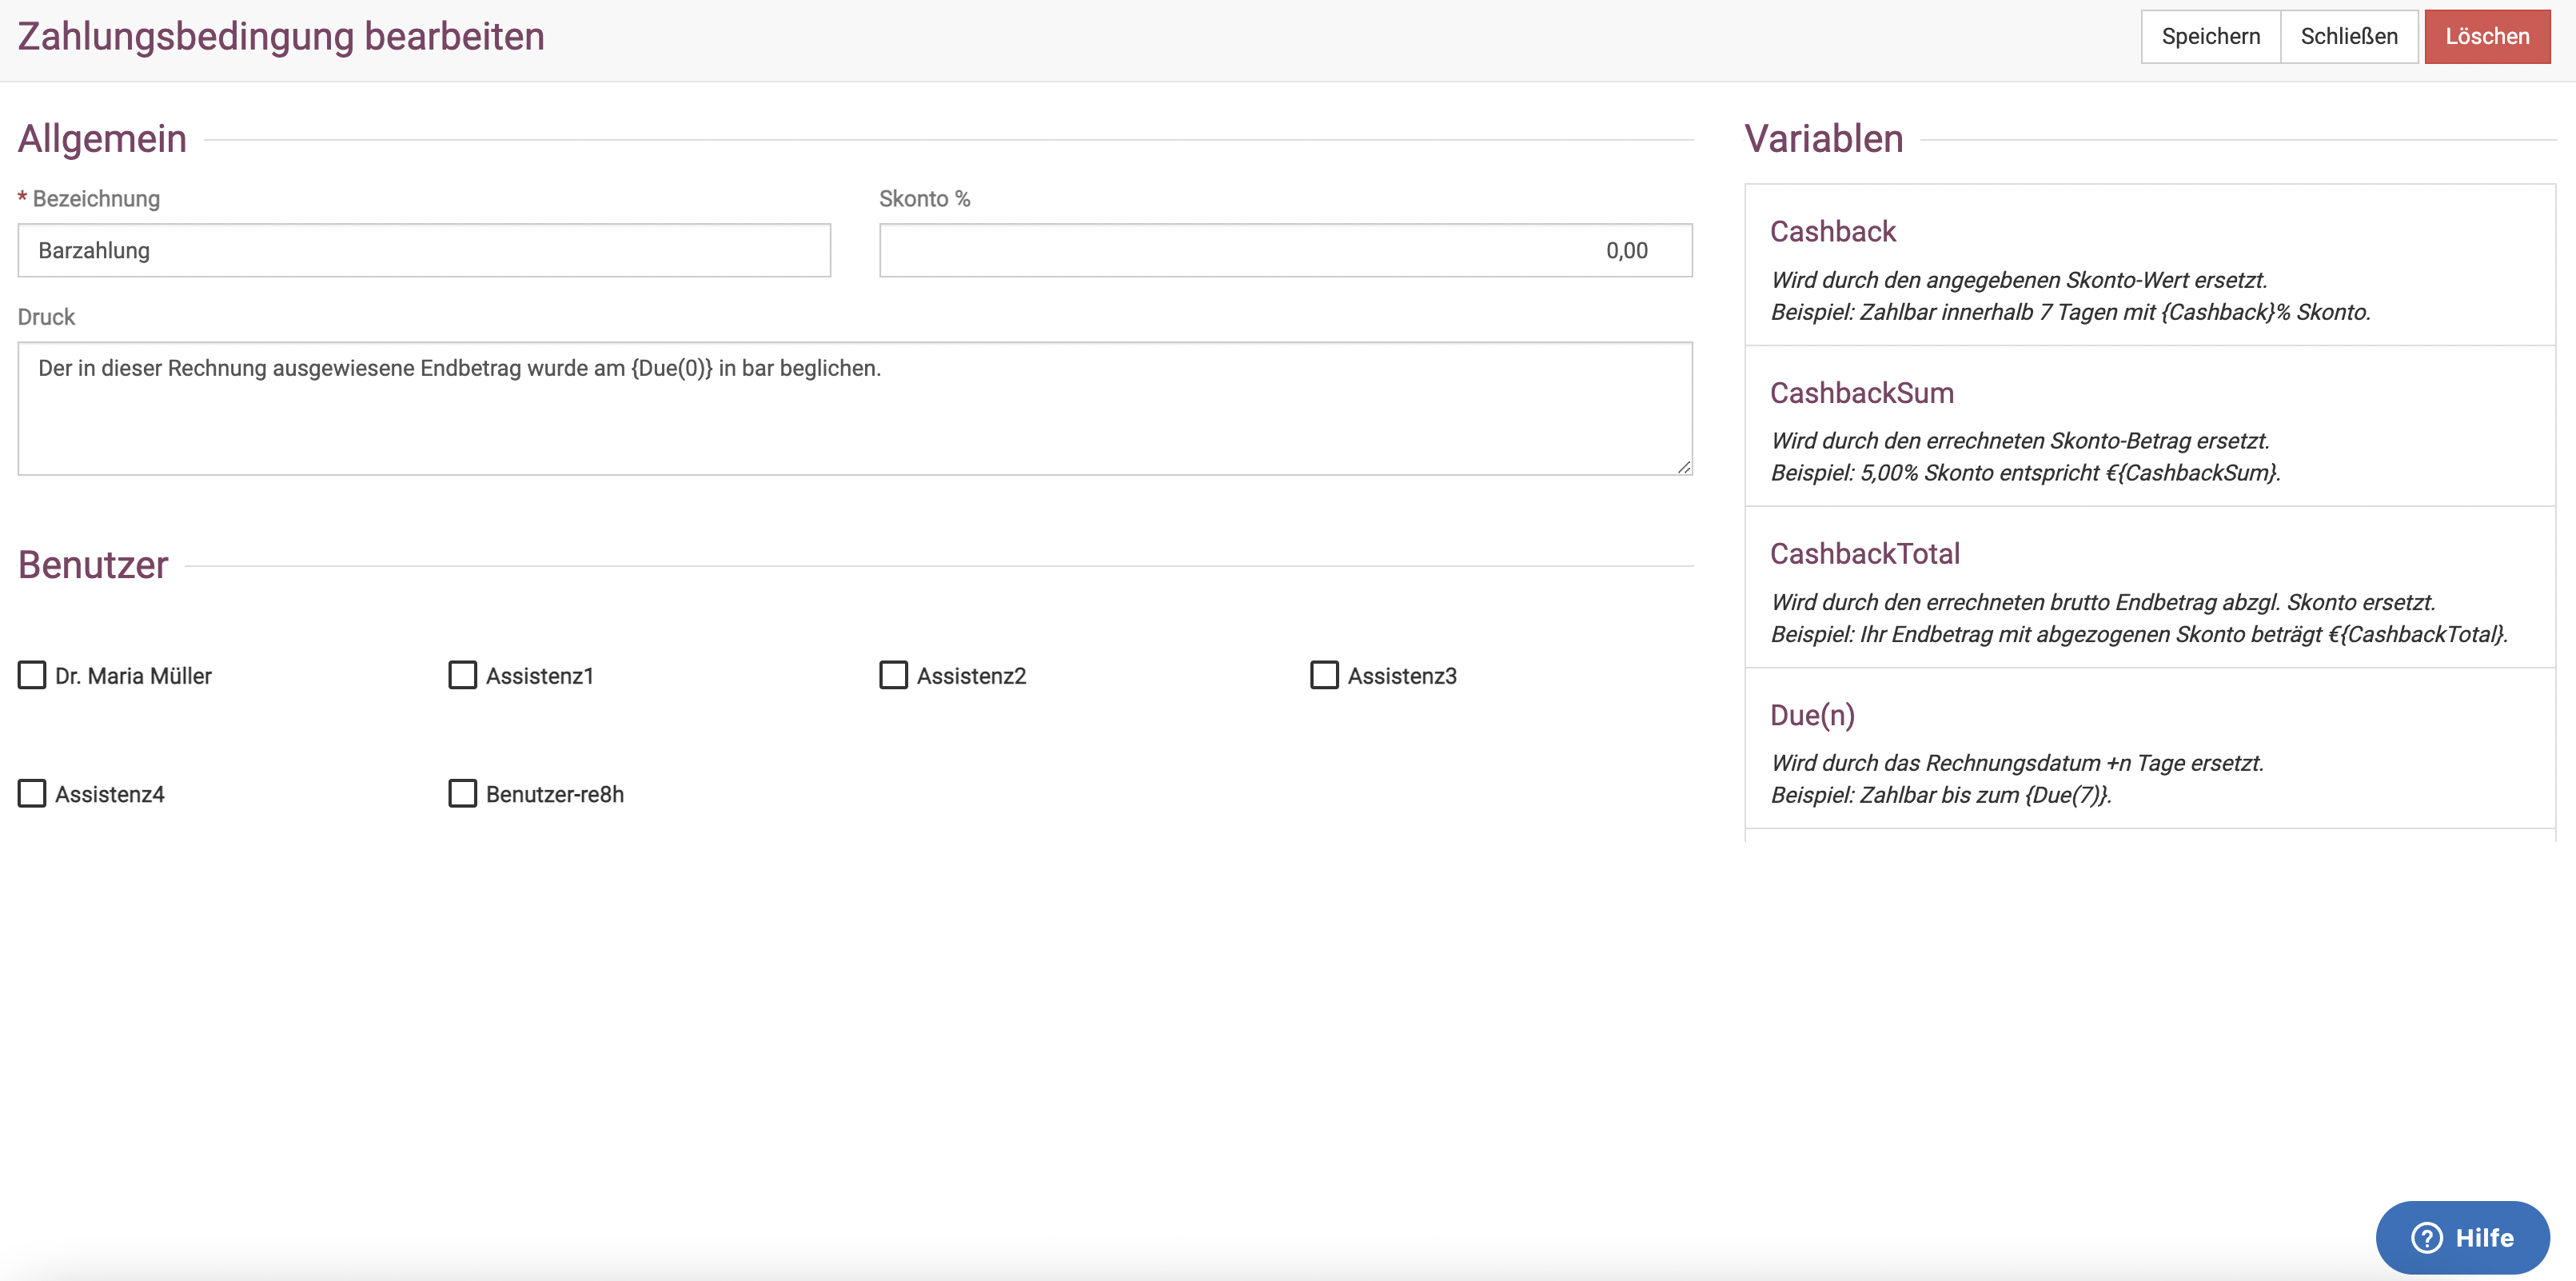 Zahlungsbedingung bearbeiten
Speichern
Schließen
Löschen
Allgemein
* Bezeichnung
Barzahlung
Skonto %
0,00
Druck
Der in dieser Rechnung ausgewiesene Endbetrag wurde am {Due(0)} in bar beglichen.
Benutzer
Dr. Maria Müller
Assistenz1
Assistenz2
Assistenz3
Assistenz4
Benutzer-re8h
Variablen
Cashback
Wird durch den angegebenen Skonto-Wert ersetzt.
Beispiel: Zahlbar innerhalb 7 Tagen mit {Cashback}% Skonto.
CashbackSum
Wird durch den errechneten Skonto-Betrag ersetzt.
Beispiel: 5,00% Skonto entspricht €{CashbackSum}.
CashbackTotal
Wird durch den errechneten brutto Endbetrag abzgl. Skonto ersetzt.
Beispiel: Ihr Endbetrag mit abgezogenen Skonto beträgt €{CashbackTotal}.
Due(n)
Wird durch das Rechnungsdatum +n Tage ersetzt.
Beispiel: Zahlbar bis zum {Due(7)}.
Hilfe